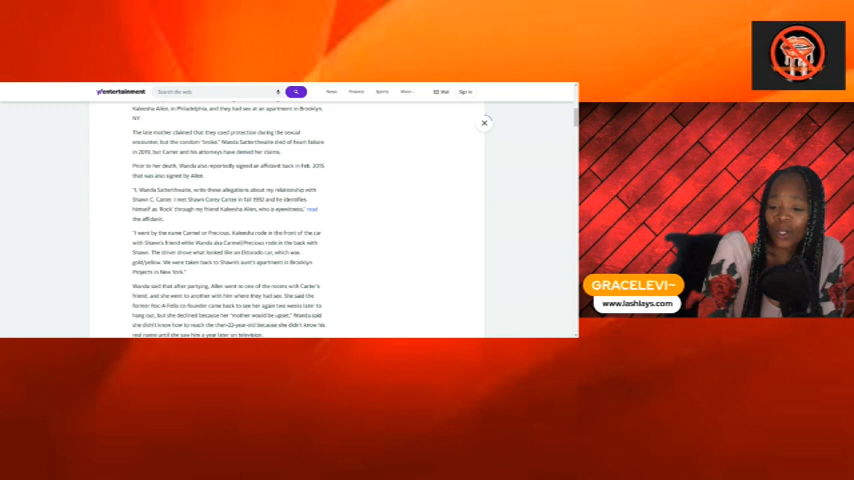 y/entertainment
Search the web
News
Finance
Sports
More...
Mail
Sign in
Kaleesha Allen, in Philadelphia, and they had sex at an apartment in Brooklyn,
NY.
The late mother claimed that they used protection during the sexual
encounter, but the condom "broke." Wanda Satterthwaite died of heart failure
in 2019, but Carter and his attorneys have denied her claims.
Prior to her death, Wanda also reportedly signed an affidavit back in Feb. 2015
that was also signed by Allen.
"I, Wanda Satterthwaite, write these allegations about my relationship with
Shawn C. Carter. I met Shawn Corey Carter in fall 1992 and he identifies
himself as 'Rock' through my friend Kaleesha Allen, who is eyewitness," read
the affidavit.
"I went by the name Carmel or Precious. Kaleesha rode in the front of the car
with Shawn's friend while Wanda aka Carmel/Precious rode in the back with
Shawn. The driver drove what looked like an Eldorado car, which was
gold/yellow. We were taken back to Shawn's aunt's apartment in Brooklyn
Projects in New York."
Wanda said that after partying, Allen went to one of the rooms with Carter's
friend, and she went to another with him where they had sex. She said the
former Roc-A-Fella co-founder came back to see her again two weeks later to
hang out, but she declined because her "mother would be upset." Wanda said
she didn't know how to reach the then-22-year-old because she didn't know his
real name until she saw him a year later on television.
GRACELEVI~
www.lashlays.com